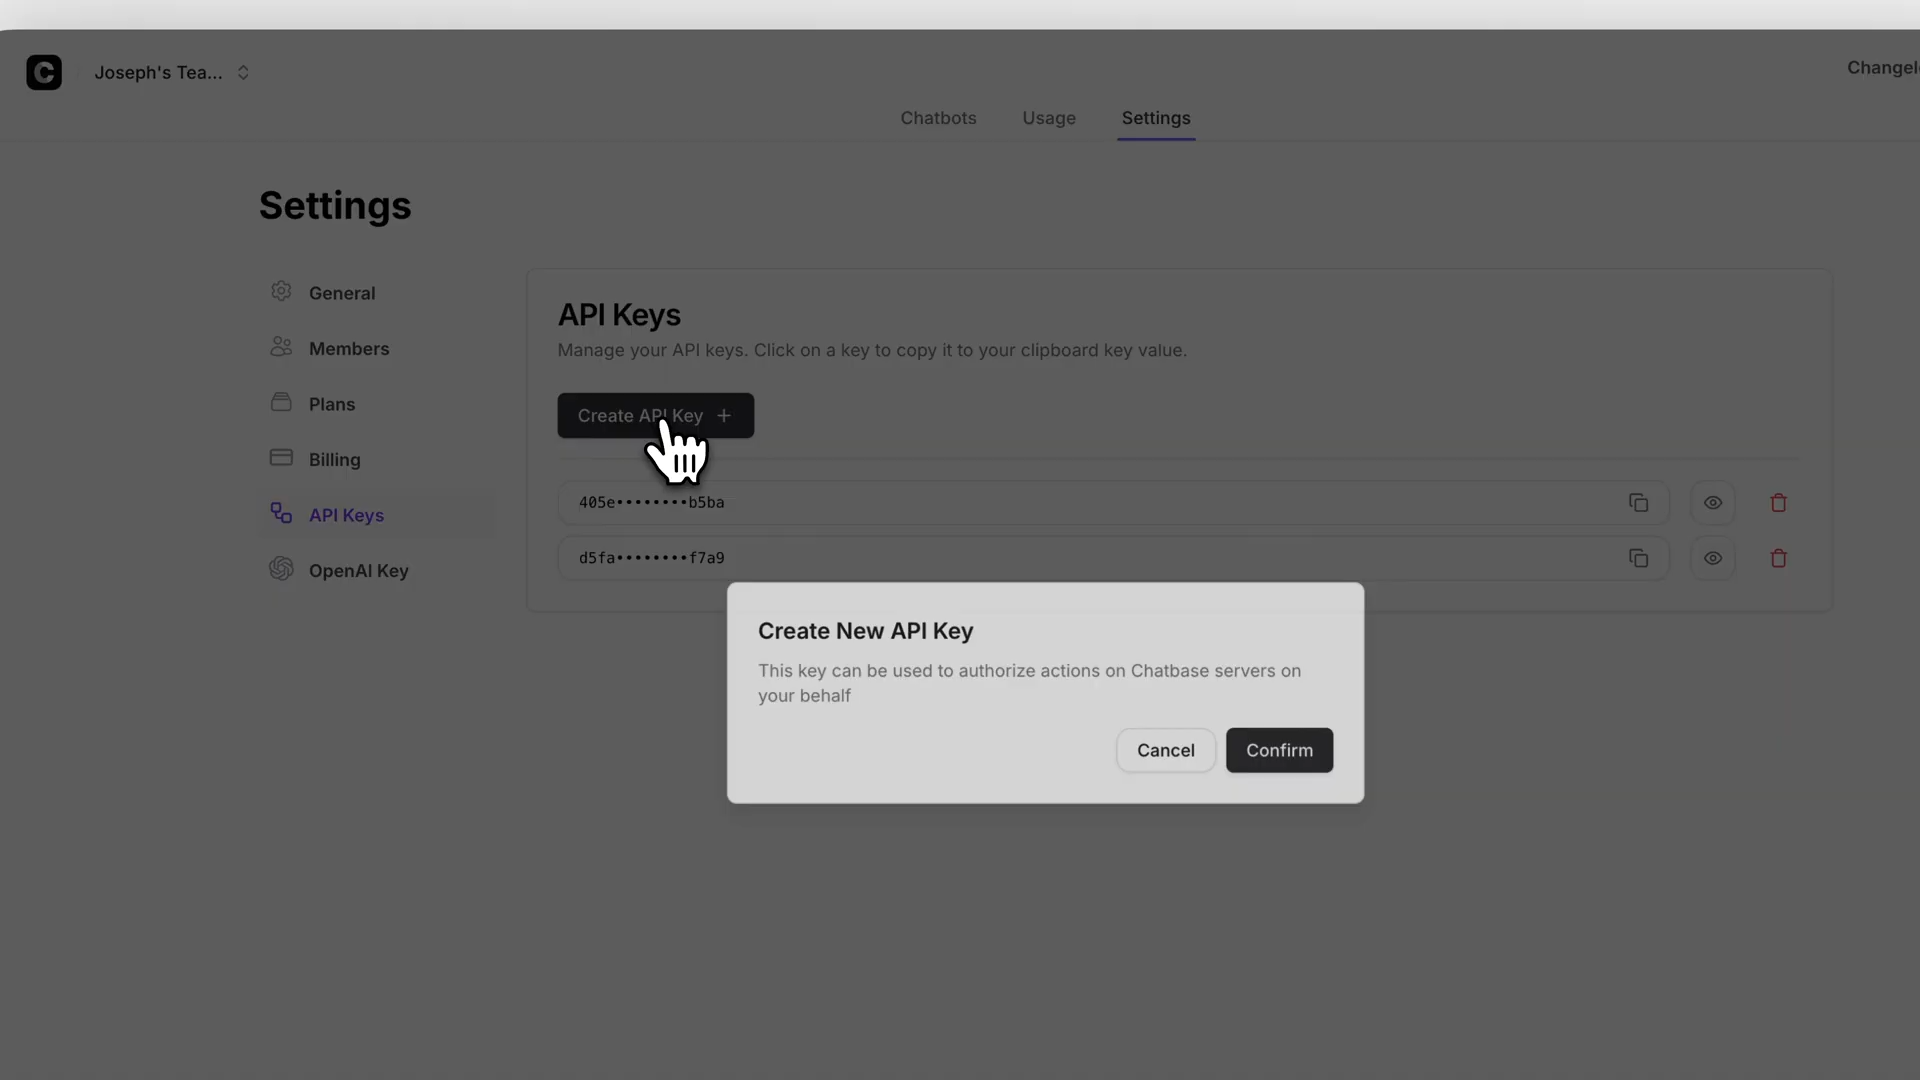 C
Joseph's Tea...
Chatbots
Usage
Settings
Settings
General
Members
Plans
Billing
API Keys
OpenAI Key
API Keys
Manage your API keys. Click on a key to copy it to your clipboard key value.
Create API Key +
405e••••••••b5ba
d5fa••••••••f7a9
Create New API Key
This key can be used to authorize actions on Chatbase servers on
your behalf
Cancel
Confirm